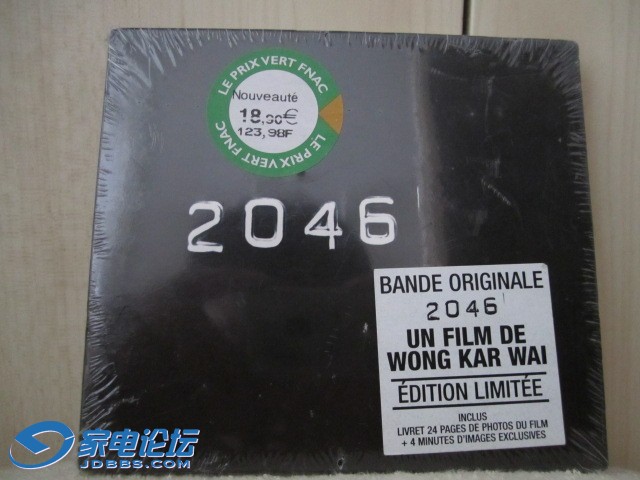 LE PRIX VERT FNAC
Nouveauté
18,90€
123,98F
LE PRIX VERT FNAC
2046
BANDE ORIGINALE
2046
UN FILM DE
WONG KAR WAI
ÉDITION LIMITÉE
INCLUS
LIVRET 24 PAGES DE PHOTOS DU FILM
+ 4 MINUTES D'IMAGES EXCLUSIVES
家电论坛
JDBBS.COM